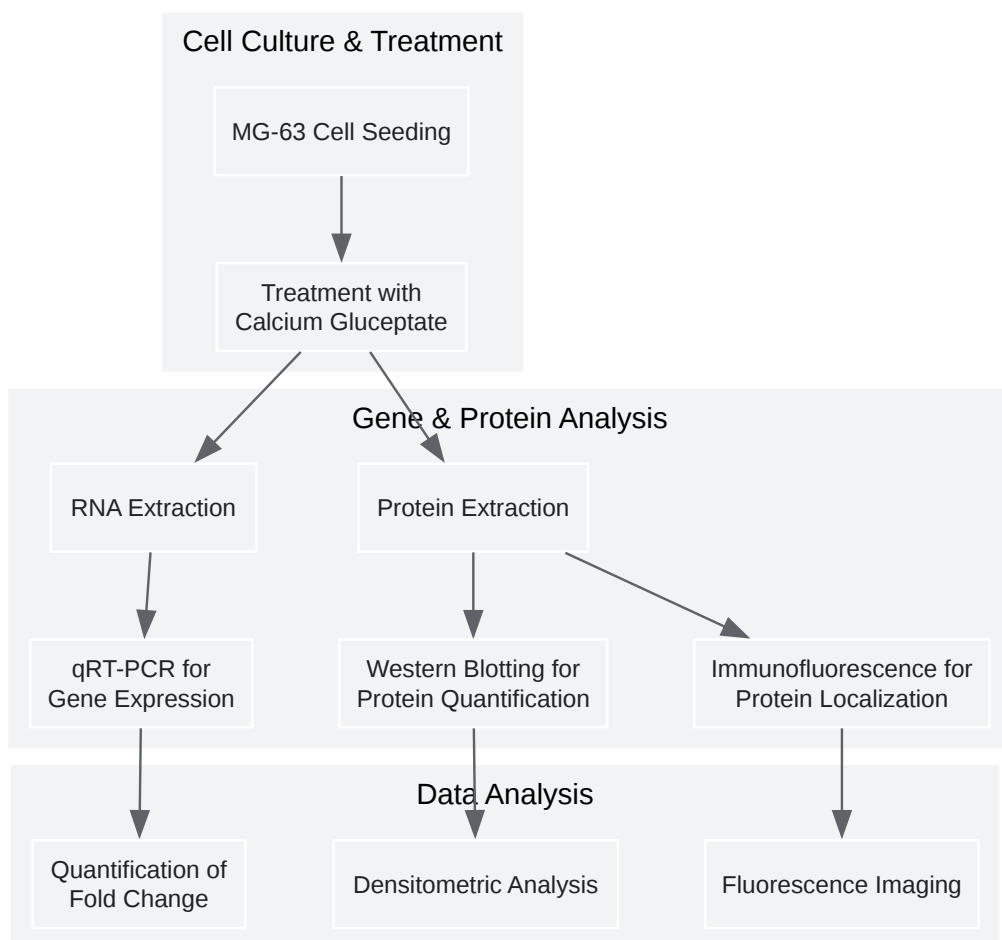 Cell Culture & Treatment
MG-63 Cell Seeding
Treatment with
Calcium Gluceptate
Gene & Protein Analysis
RNA Extraction
Protein Extraction
qRT-PCR for
Gene Expression
Western Blotting for
Protein Quantification
Immunofluorescence for
Protein Localization
Data Analysis
Quantification of
Fold Change
Densitometric Analysis
Fluorescence Imaging